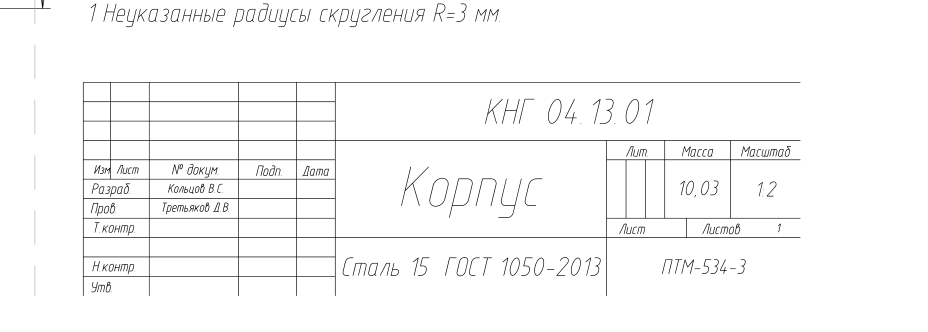 1 Неуказанные радиусы скругления R=3 мм.
КНГ 04.13.01
Лит. Масса Масштаб
Изм Лист № докум. Подп. Дата
Корпус
10,03 1:2
Разраб Кольцов В.С.
Пров Третьяков Д.В.
Т.контр.
Лист Листов 1
Н.контр.
Сталь 15 ГОСТ 1050-2013
ПТМ-534-3
Утв.